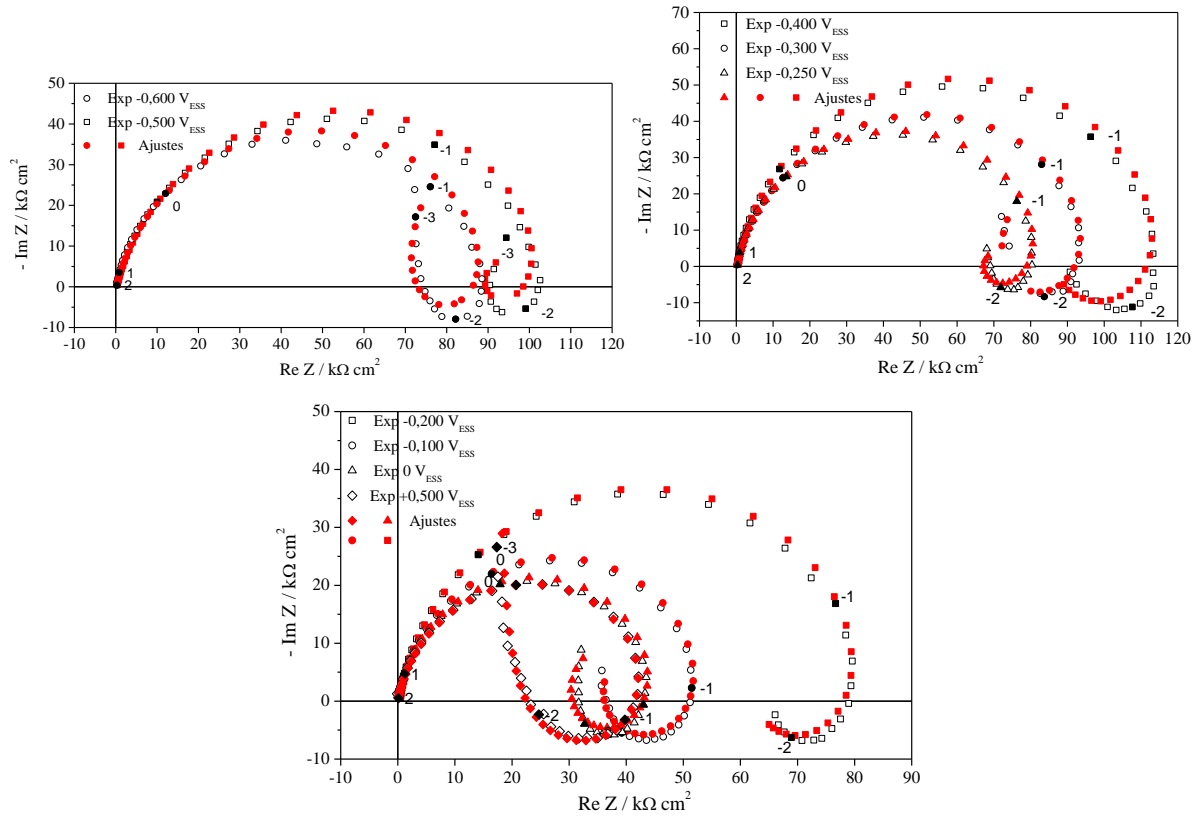 50
40
30
20
10
0
-10
- Im Z / kΩ cm²
Exp -0,600 V_ESS
Exp -0,500 V_ESS
Ajustes
0
1
2
-1
-1
-3
-3
-2
-2
-10 0 10 20 30 40 50 60 70 80 90 100 110 120
Re Z / kΩ cm²
70
60
50
40
30
20
10
0
-10
- Im Z / kΩ cm²
Exp -0,400 V_ESS
Exp -0,300 V_ESS
Exp -0,250 V_ESS
Ajustes
0
1
2
-1
-1
-1
-2
-2
-2
-10 0 10 20 30 40 50 60 70 80 90 100 110 120
Re Z / kΩ cm²
50
40
30
20
10
0
-10
- Im Z / kΩ cm²
Exp -0,200 V_ESS
Exp -0,100 V_ESS
Exp 0 V_ESS
Exp +0,500 V_ESS
Ajustes
-3
0
0
1
2
-1
-1
-1
-2
-2
-10 0 10 20 30 40 50 60 70 80 90
Re Z / kΩ cm²